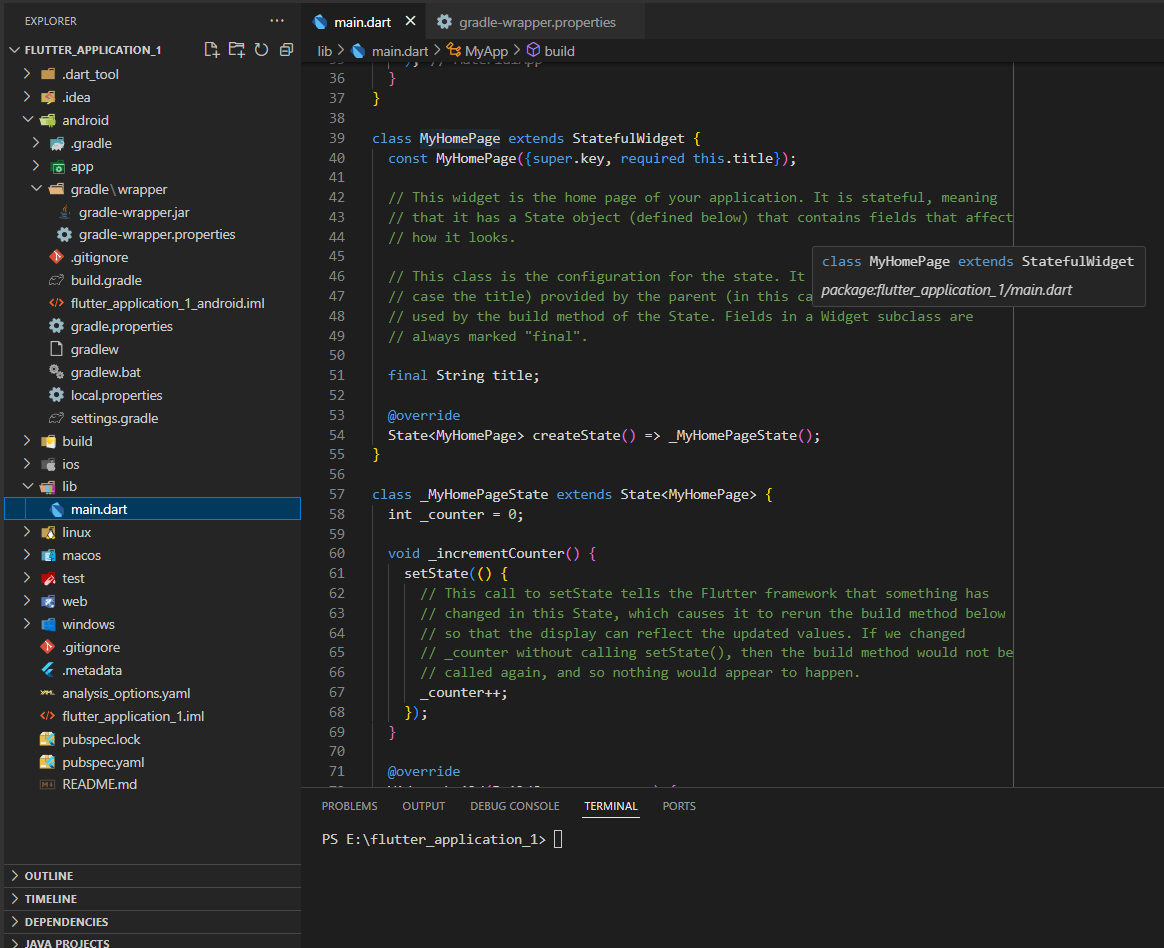 EXPLORER
FLUTTER_APPLICATION_1
.dart_tool
.idea
android
.gradle
app
gradle\wrapper
gradle-wrapper.jar
gradle-wrapper.properties
.gitignore
build.gradle
flutter_application_1_android.iml
gradle.properties
gradlew
gradlew.bat
local.properties
settings.gradle
build
ios
lib
main.dart
linux
macos
test
web
windows
.gitignore
.metadata
analysis_options.yaml
flutter_application_1.iml
pubspec.lock
pubspec.yaml
README.md
OUTLINE
TIMELINE
DEPENDENCIES
JAVA PROJECTS
main.dart
gradle-wrapper.properties
lib > main.dart > MyApp > build
35 ); // MaterialApp
36 }
37 }
38
39 class MyHomePage extends StatefulWidget {
40 const MyHomePage({super.key, required this.title});
41
42 // This widget is the home page of your application. It is stateful, meaning
43 // that it has a State object (defined below) that contains fields that affect
44 // how it looks.
45
46 // This class is the configuration for the state. It
47 // case the title) provided by the parent (in this ca
48 // used by the build method of the State. Fields in a Widget subclass are
49 // always marked "final".
50
51 final String title;
52
53 @override
54 State<MyHomePage> createState() => _MyHomePageState();
55 }
56
57 class _MyHomePageState extends State<MyHomePage> {
58 int _counter = 0;
59
60 void _incrementCounter() {
61 setState(() {
62 // This call to setState tells the Flutter framework that something has
63 // changed in this State, which causes it to rerun the build method below
64 // so that the display can reflect the updated values. If we changed
65 // _counter without calling setState(), then the build method would not be
66 // called again, and so nothing would appear to happen.
67 _counter++;
68 });
69 }
70
71 @override
class MyHomePage extends StatefulWidget
package:flutter_application_1/main.dart
PROBLEMS OUTPUT DEBUG CONSOLE TERMINAL PORTS
PS E:\flutter_application_1>